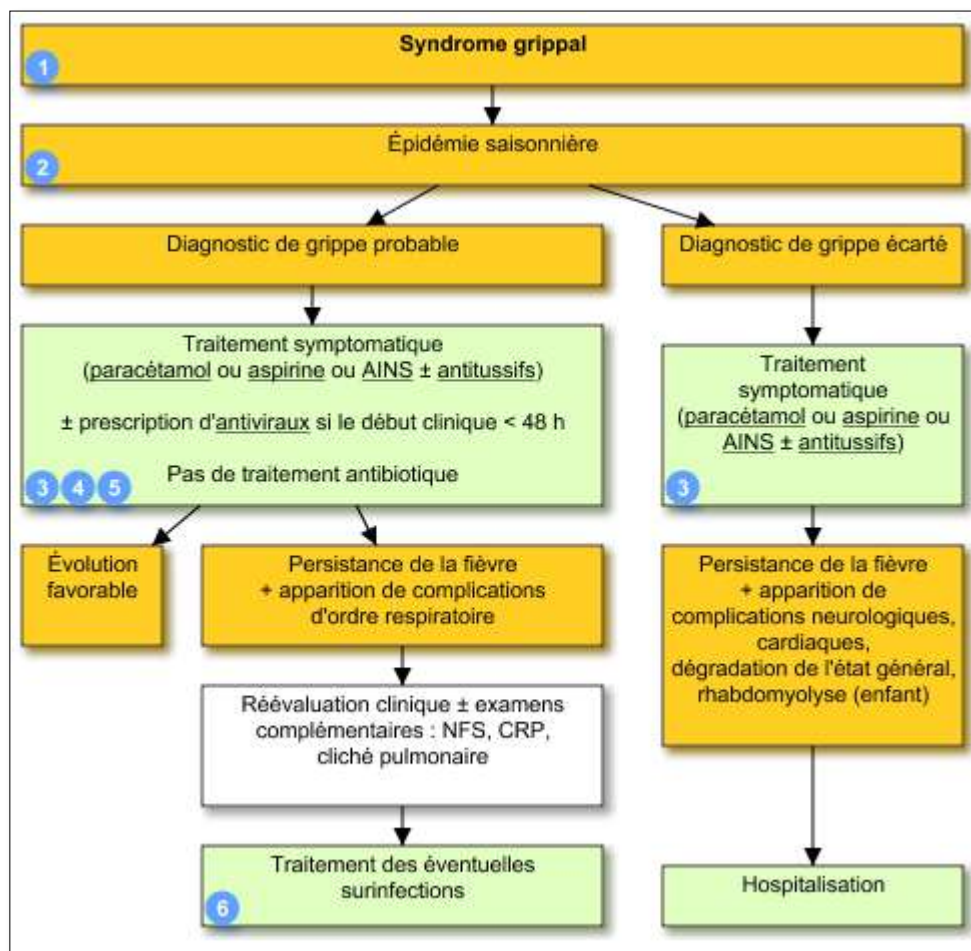 Syndrome grippal
1
Épidémie saisonnière
2
Diagnostic de grippe probable
Diagnostic de grippe écarté
Traitement symptomatique
(paracétamol ou aspirine ou AINS ± antitussifs)
± prescription d'antiviraux si le début clinique < 48 h
Pas de traitement antibiotique
3 4 5
Traitement
symptomatique
(paracétamol ou aspirine ou
AINS ± antitussifs)
3
Évolution
favorable
Persistance de la fièvre
+ apparition de complications
d'ordre respiratoire
Persistance de la fièvre
+ apparition de
complications neurologiques,
cardiaques,
dégradation de l'état général,
rhabdomyolyse (enfant)
Réévaluation clinique ± examens
complémentaires : NFS, CRP,
cliché pulmonaire
Traitement des éventuelles
surinfections
6
Hospitalisation